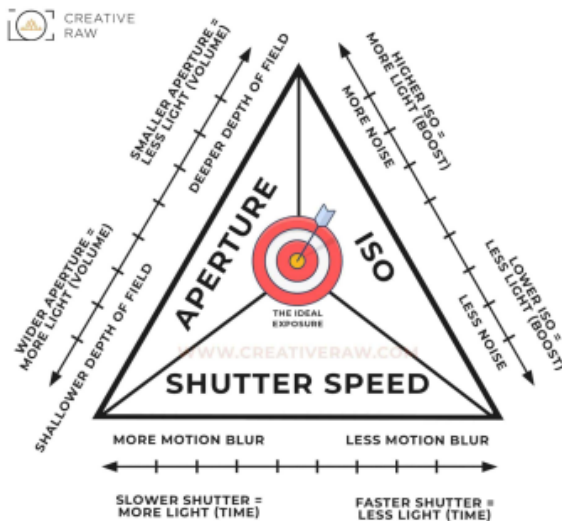 CREATIVE
RAW
SMALLER APERTURE =
LESS LIGHT (VOLUME)
DEEPER DEPTH OF FIELD
HIGHER ISO =
MORE LIGHT (BOOST)
MORE NOISE
WIDER APERTURE =
MORE LIGHT (VOLUME)
SHALLOWER DEPTH OF FIELD
APERTURE
ISO
LOWER ISO =
LESS LIGHT (BOOST)
LESS NOISE
THE IDEAL
EXPOSURE
WWW.CREATIVERAW.COM
SHUTTER SPEED
MORE MOTION BLUR
LESS MOTION BLUR
SLOWER SHUTTER =
MORE LIGHT (TIME)
FASTER SHUTTER =
LESS LIGHT (TIME)